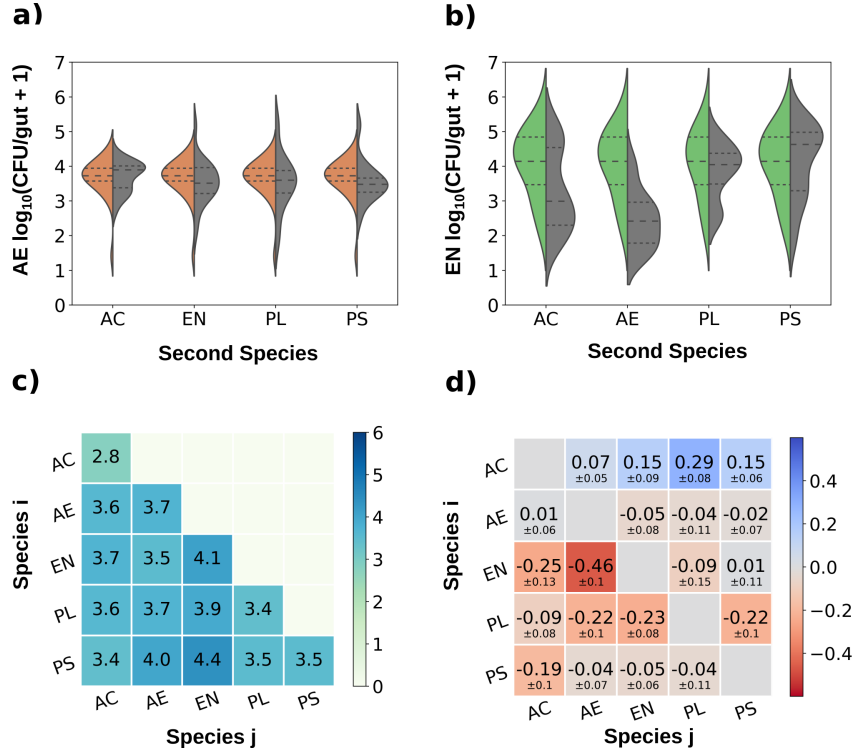 a)
b)
AE log10(CFU/gut + 1)
7
6
5
4
3
2
1
0
AC EN PL PS
Second Species
EN log10(CFU/gut + 1)
7
6
5
4
3
2
1
0
AC AE PL PS
Second Species
c)
d)
Species i
AC 2.8
AE 3.6 3.7
EN 3.7 3.5 4.1
PL 3.6 3.7 3.9 3.4
PS 3.4 4.0 4.4 3.5 3.5
AC AE EN PL PS
Species j
6
5
4
3
2
1
0
Species i
AC 0.07 0.15 0.29 0.15
±0.05 ±0.09 ±0.08 ±0.06
AE 0.01 -0.05 -0.04 -0.02
±0.06 ±0.08 ±0.11 ±0.07
EN -0.25 -0.46 -0.09 0.01
±0.13 ±0.1 ±0.15 ±0.11
PL -0.09 -0.22 -0.23 -0.22
±0.08 ±0.1 ±0.08 ±0.1
PS -0.19 -0.04 -0.05 -0.04
±0.1 ±0.07 ±0.06 ±0.11
AC AE EN PL PS
Species j
0.4
0.2
0.0
−0.2
−0.4